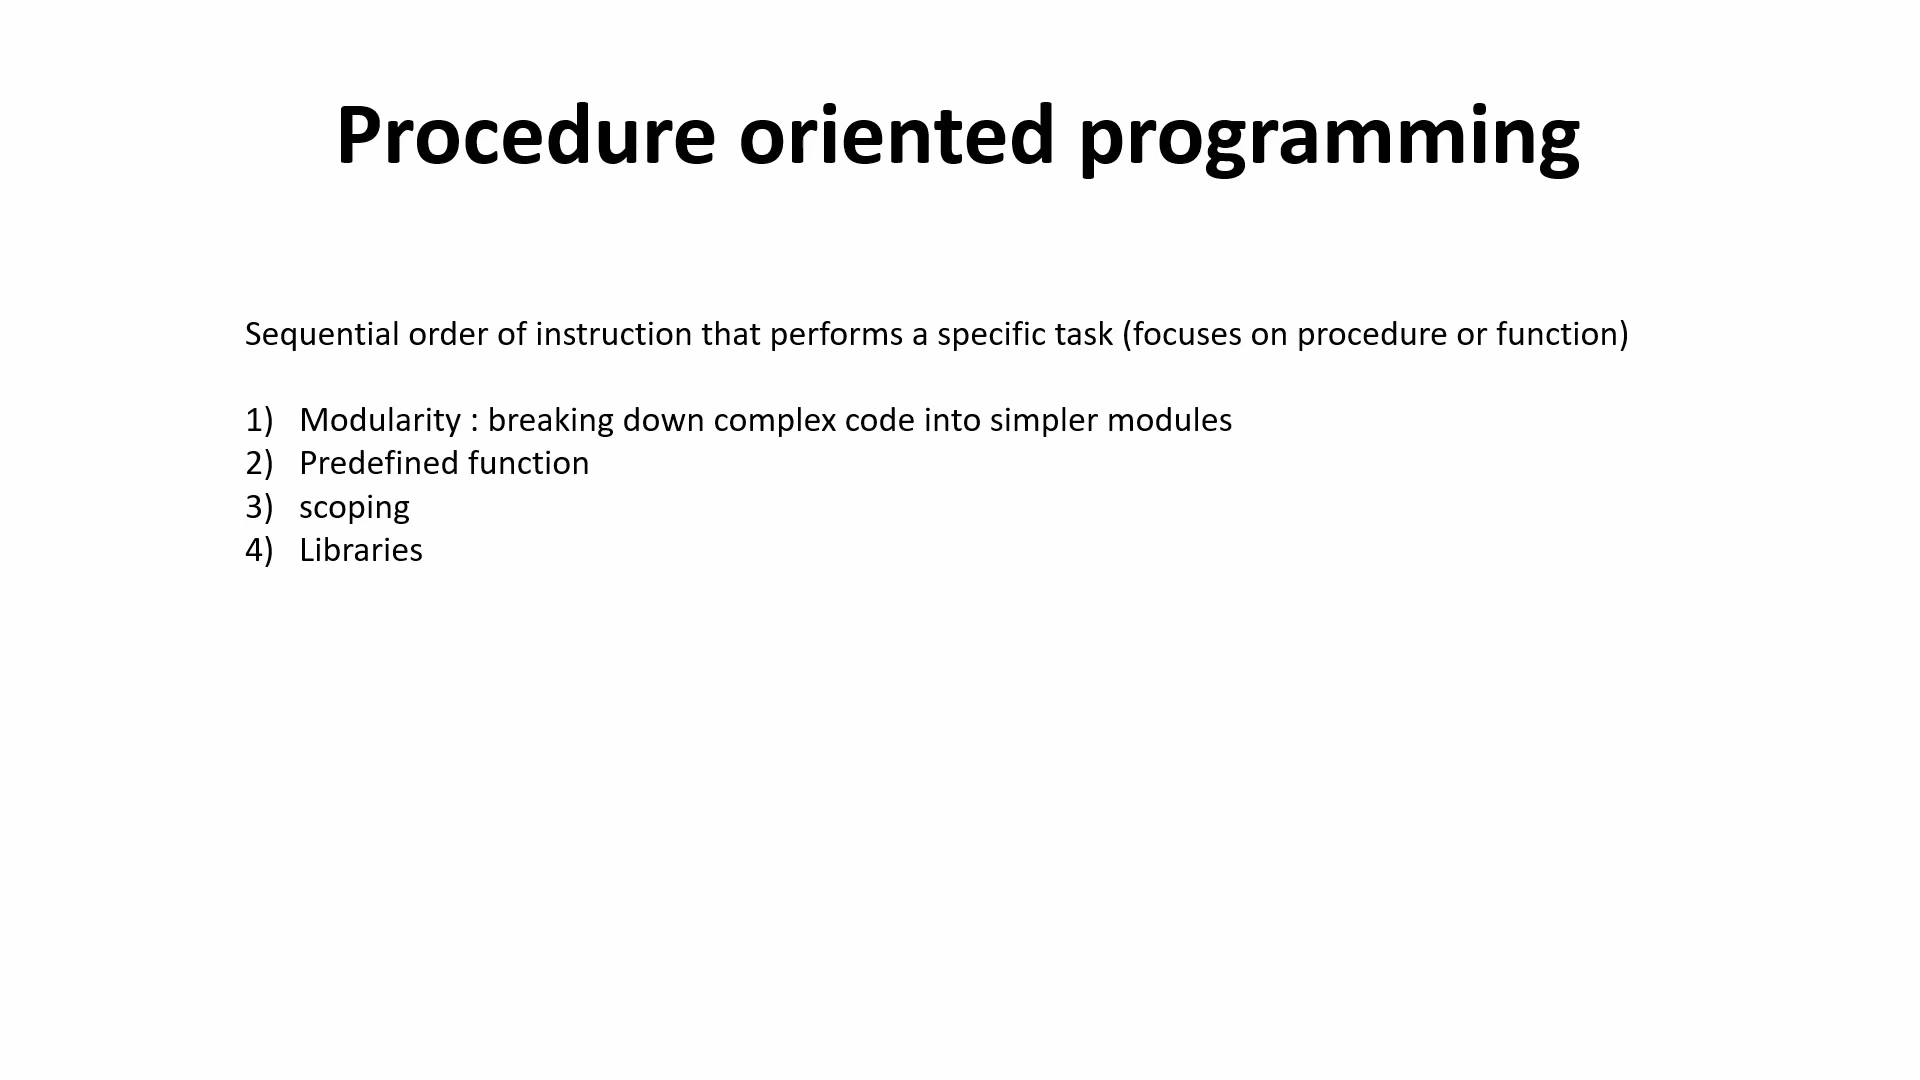 Procedure oriented programming
Sequential order of instruction that performs a specific task (focuses on procedure or function)
1) Modularity : breaking down complex code into simpler modules
2) Predefined function
3) scoping
4) Libraries